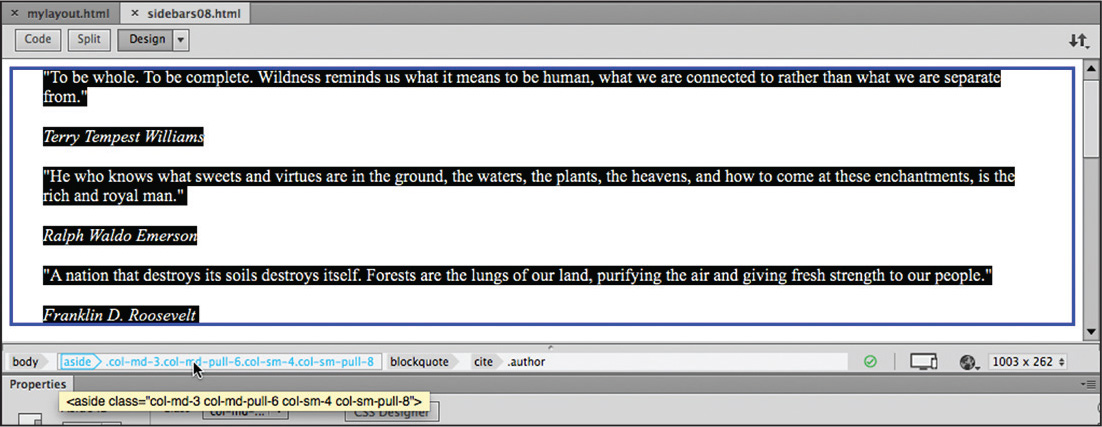 × mylayout.html × sidebars08.html
Code Split Design
"To be whole. To be complete. Wildness reminds us what it means to be human, what we are connected to rather than what we are separate
from."
Terry Tempest Williams
"He who knows what sweets and virtues are in the ground, the waters, the plants, the heavens, and how to come at these enchantments, is the
rich and royal man."
Ralph Waldo Emerson
"A nation that destroys its soils destroys itself. Forests are the lungs of our land, purifying the air and giving fresh strength to our people."
Franklin D. Roosevelt
body aside .col-md-3.col-md-pull-6.col-sm-4.col-sm-pull-8 blockquote cite .author 1003 x 262
Properties
<aside class="col-md-3 col-md-pull-6 col-sm-4 col-sm-pull-8">
CSS Designer